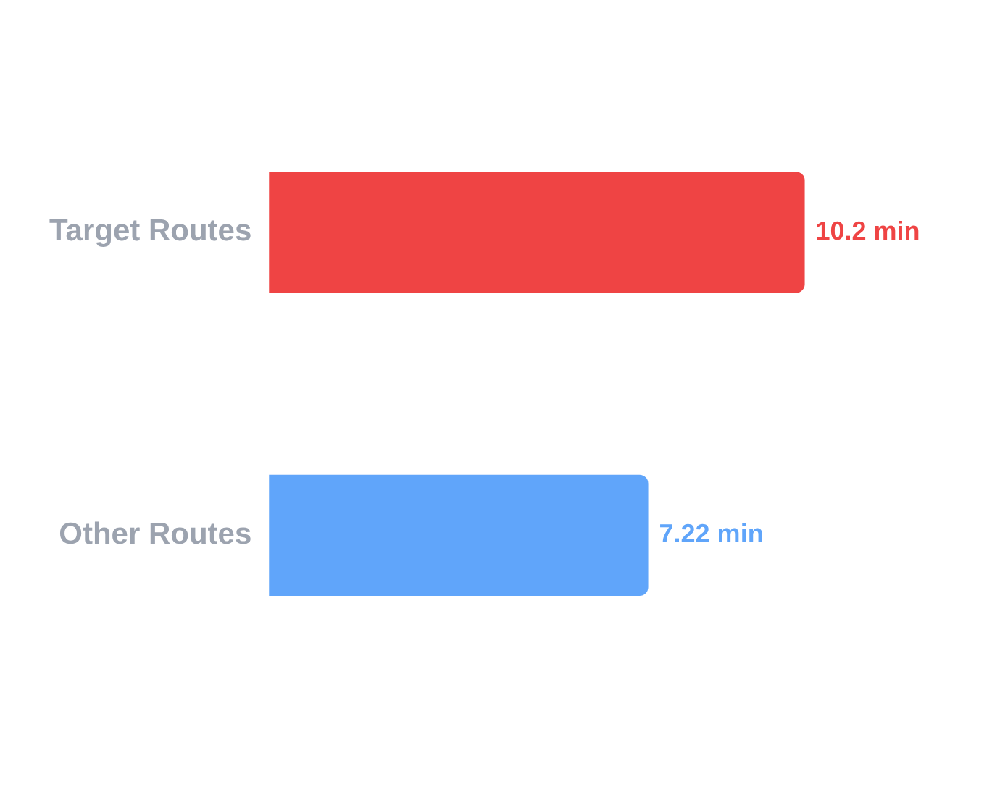 Target Routes
10.2 min
Other Routes
7.22 min